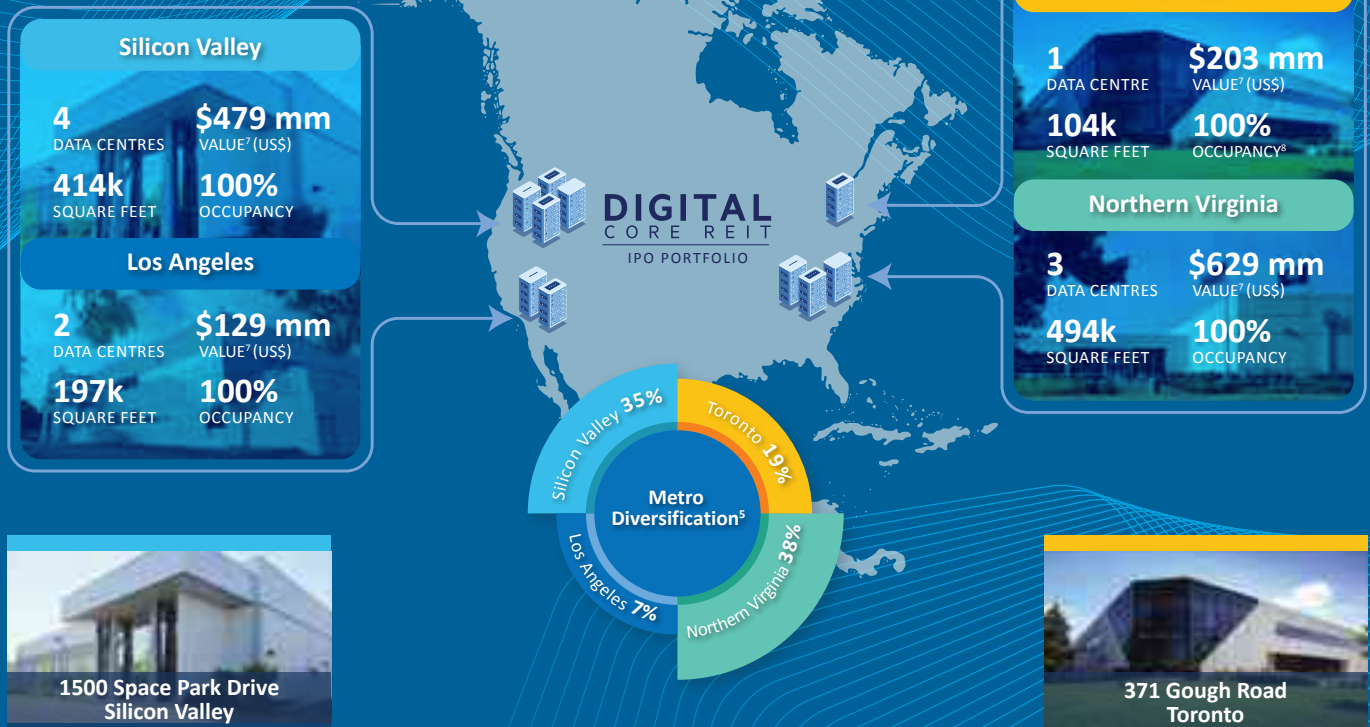 Silicon Valley
4
DATA CENTRES
$479 mm
VALUE⁷ (US$)
414k
SQUARE FEET
100%
OCCUPANCY
Los Angeles
2
DATA CENTRES
$129 mm
VALUE⁷ (US$)
197k
SQUARE FEET
100%
OCCUPANCY
DIGITAL
CORE REIT
IPO PORTFOLIO
1
DATA CENTRE
$203 mm
VALUE⁷ (US$)
104k
SQUARE FEET
100%
OCCUPANCY⁸
Northern Virginia
3
DATA CENTRES
$629 mm
VALUE⁷ (US$)
494k
SQUARE FEET
100%
OCCUPANCY
Silicon Valley 35%
Toronto 19%
Metro
Diversification⁵
Los Angeles 7%
Northern Virginia 38%
1500 Space Park Drive
Silicon Valley
371 Gough Road
Toronto